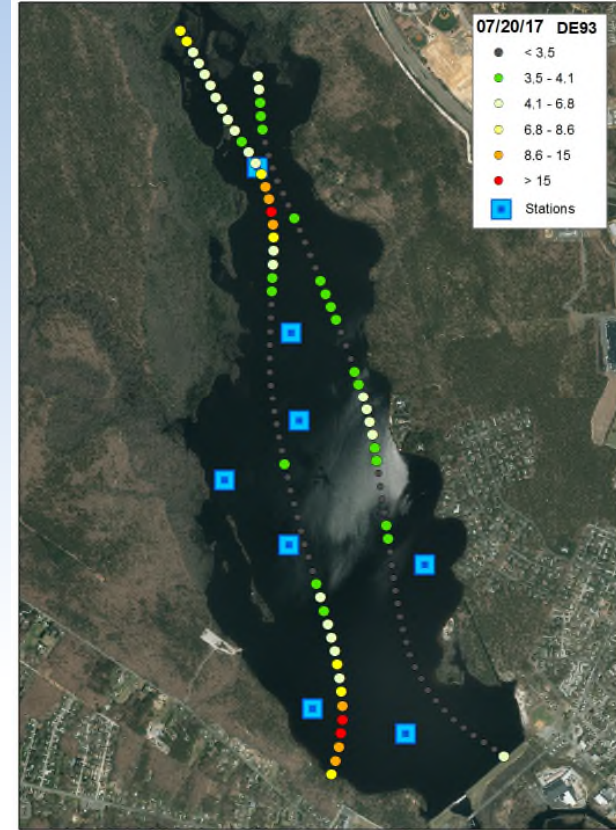 07/20/17 DE93
< 3,5
3,5 - 4.1
4,1 - 6.8
6.8 - 8.6
8.6 - 15
> 15
Stations